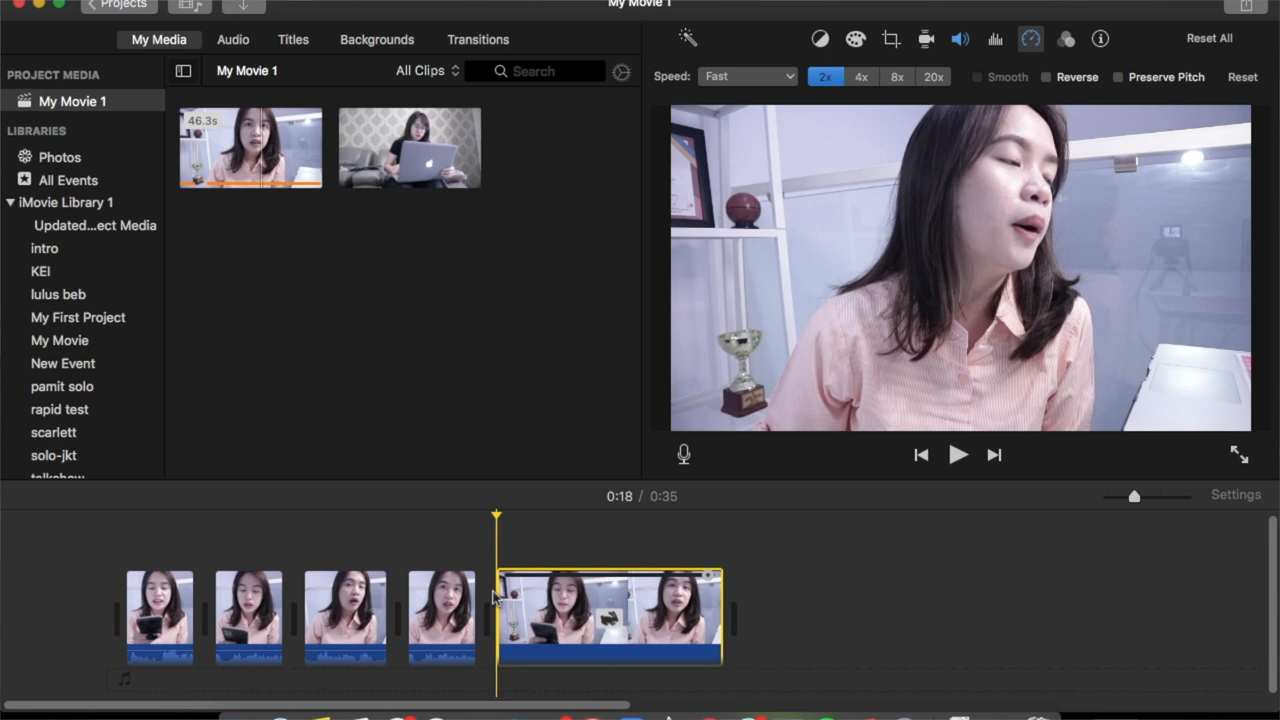 My Movie 1
Projects
My Media Audio Titles Backgrounds Transitions
Reset All
PROJECT MEDIA
My Movie 1
All Clips
Search
Speed: Fast 2x 4x 8x 20x Smooth Reverse Preserve Pitch Reset
My Movie 1
LIBRARIES
46.3s
Photos
All Events
iMovie Library 1
Updated...ect Media
intro
KEI
lulus beb
My First Project
My Movie
New Event
pamit solo
rapid test
scarlett
solo-jkt
talkshow
0:18 / 0:35
Settings